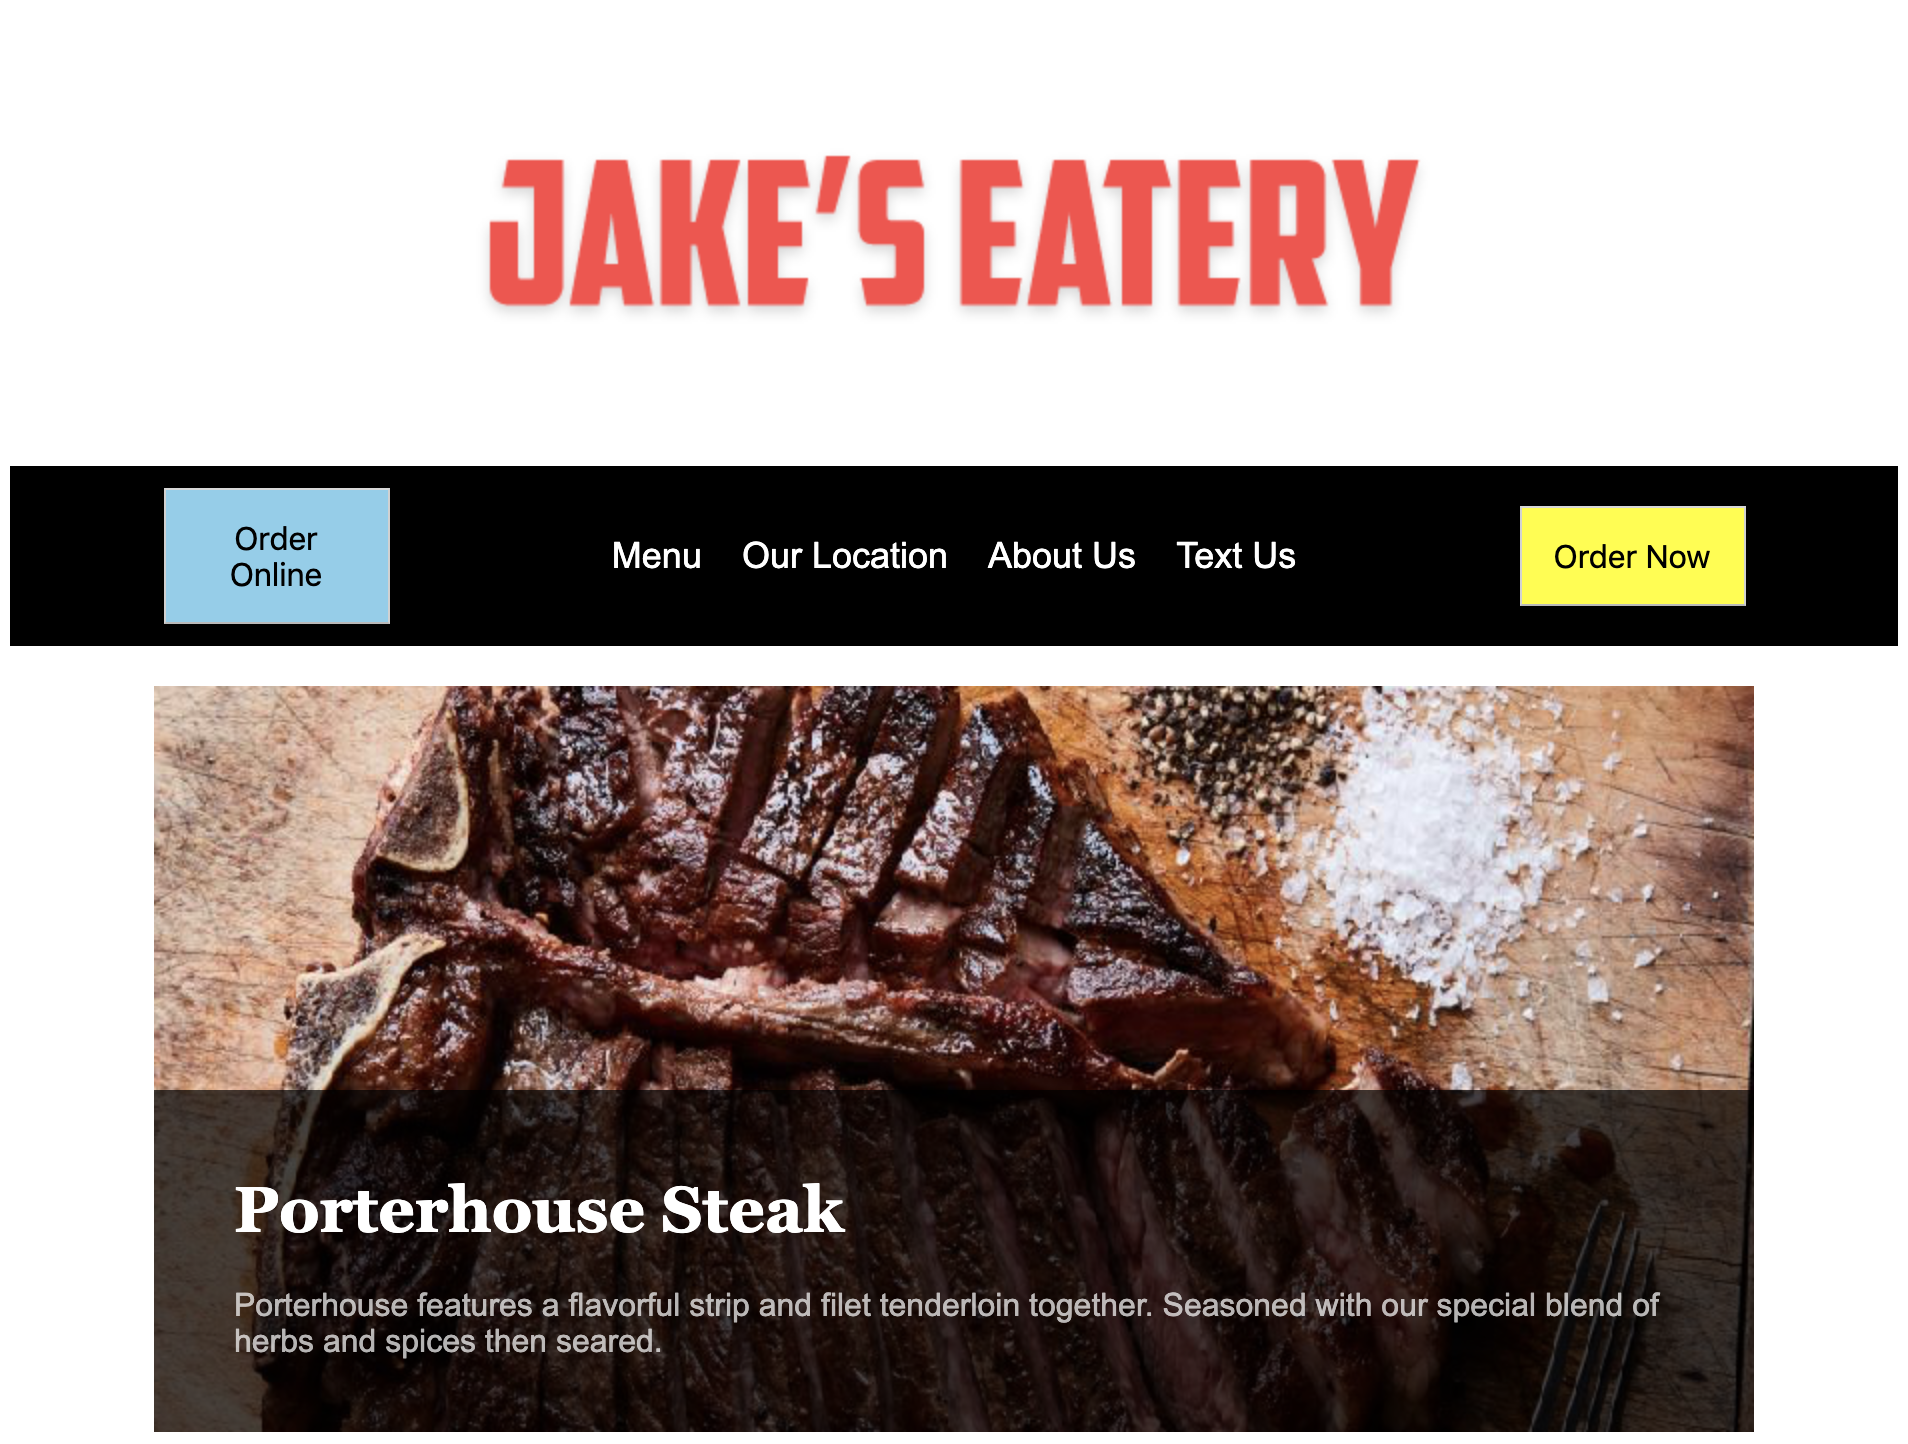 JAKE'S EATERY
Order
Online
Menu
Our Location
About Us
Text Us
Order Now
Porterhouse Steak
Porterhouse features a flavorful strip and filet tenderloin together. Seasoned with our special blend of
herbs and spices then seared.